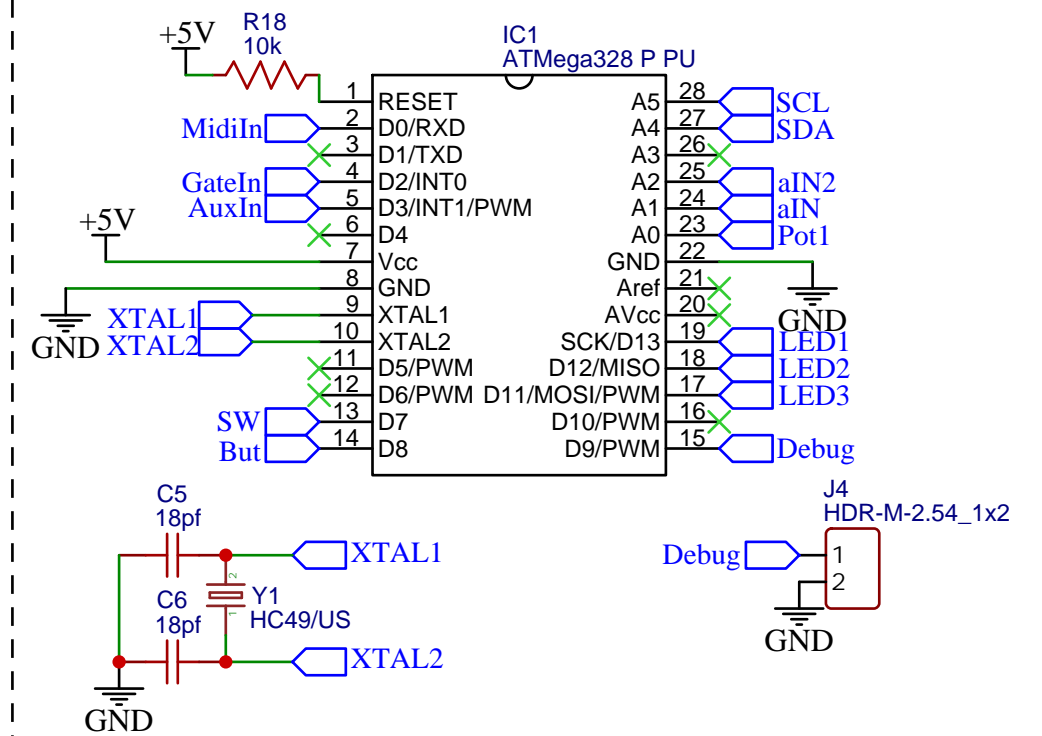 +5V
R18
10k
IC1
ATMega328 P PU
1 RESET
A5 28 SCL
MidiIn 2 D0/RXD
A4 27 SDA
3 D1/TXD
A3 26
GateIn 4 D2/INT0
A2 25 aIN2
AuxIn 5 D3/INT1/PWM
A1 24 aIN
+5V
6 D4
A0 23 Pot1
7 Vcc
GND 22
8 GND
Aref 21
GND
XTAL1 9 XTAL1
AVcc 20
GND
XTAL2 10 XTAL2
SCK/D13 19 LED1
11 D5/PWM
D12/MISO 18 LED2
12 D6/PWM
D11/MOSI/PWM 17 LED3
SW 13 D7
D10/PWM 16
But 14 D8
D9/PWM 15 Debug
C5
18pf
XTAL1
2
Y1
HC49/US
1
C6
18pf
XTAL2
GND
J4
HDR-M-2.54_1x2
Debug 1
2
GND